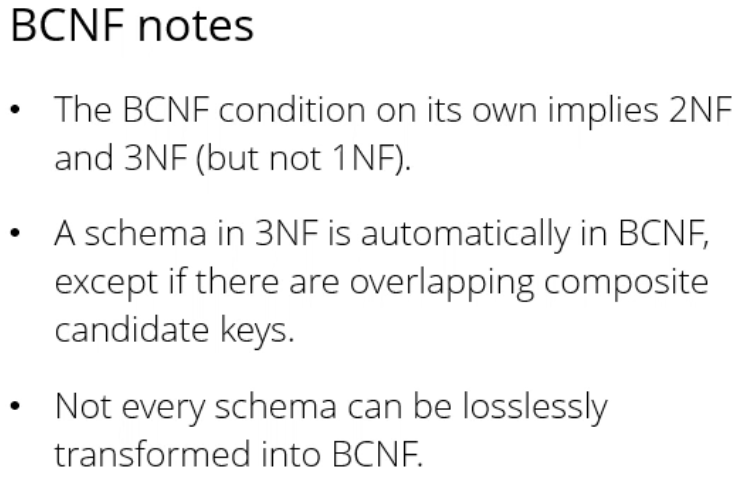 BCNF notes
• The BCNF condition on its own implies 2NF
and 3NF (but not 1NF).
• A schema in 3NF is automatically in BCNF,
except if there are overlapping composite
candidate keys.
• Not every schema can be losslessly
transformed into BCNF.